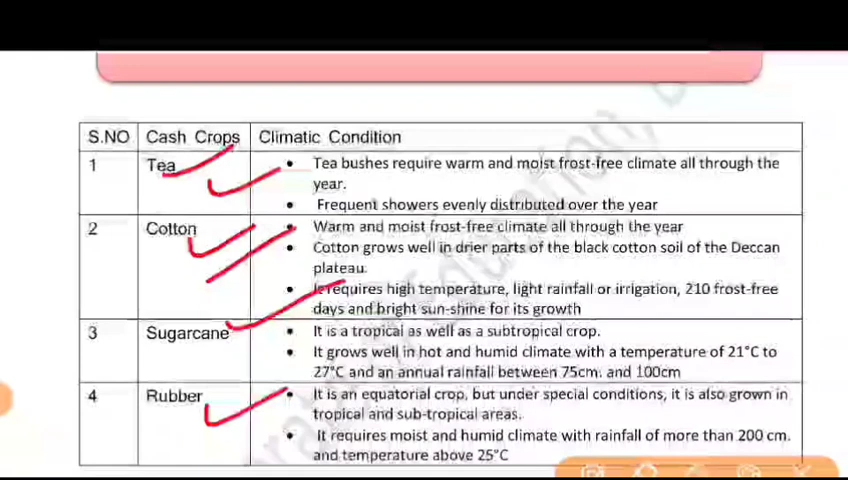 S.NO Cash Crops Climatic Condition
1 Tea • Tea bushes require warm and moist frost-free climate all through the
year.
• Frequent showers evenly distributed over the year
2 Cotton • Warm and moist frost-free climate all through the year
• Cotton grows well in drier parts of the black cotton soil of the Deccan
plateau.
• It requires high temperature, light rainfall or irrigation, 210 frost-free
days and bright sun-shine for its growth
3 Sugarcane • It is a tropical as well as a subtropical crop.
• It grows well in hot and humid climate with a temperature of 21°C to
27°C and an annual rainfall between 75cm. and 100cm
4 Rubber • It is an equatorial crop, but under special conditions, it is also grown in
tropical and sub-tropical areas.
• It requires moist and humid climate with rainfall of more than 200 cm.
and temperature above 25°C